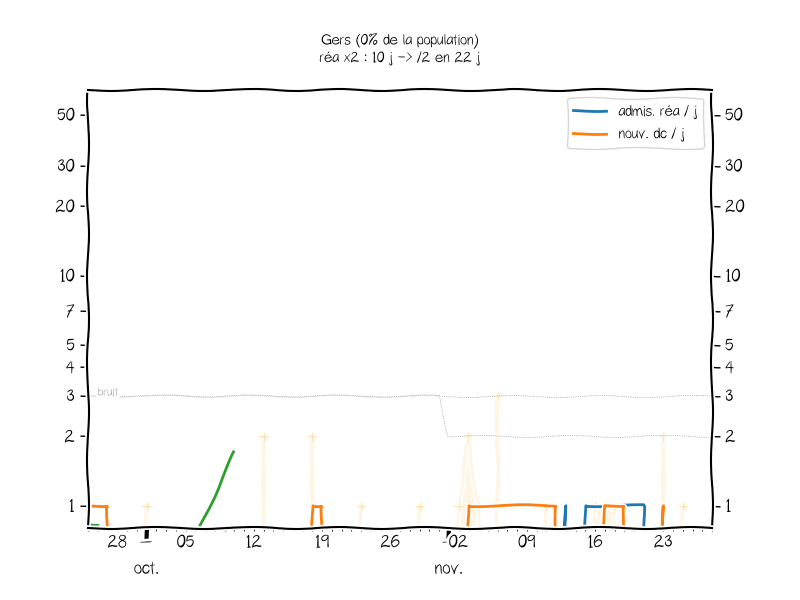 Gers (0% de la population)
réa x2 : 10 j -> /2 en 22 j
admis. réa / j
nouv. dc / j
50
50
30
30
20
20
10
10
7
7
5
5
4
4
bruit
3
3
2
2
1
1
28 05 12 19 26 02 09 16 23
oct. nov.